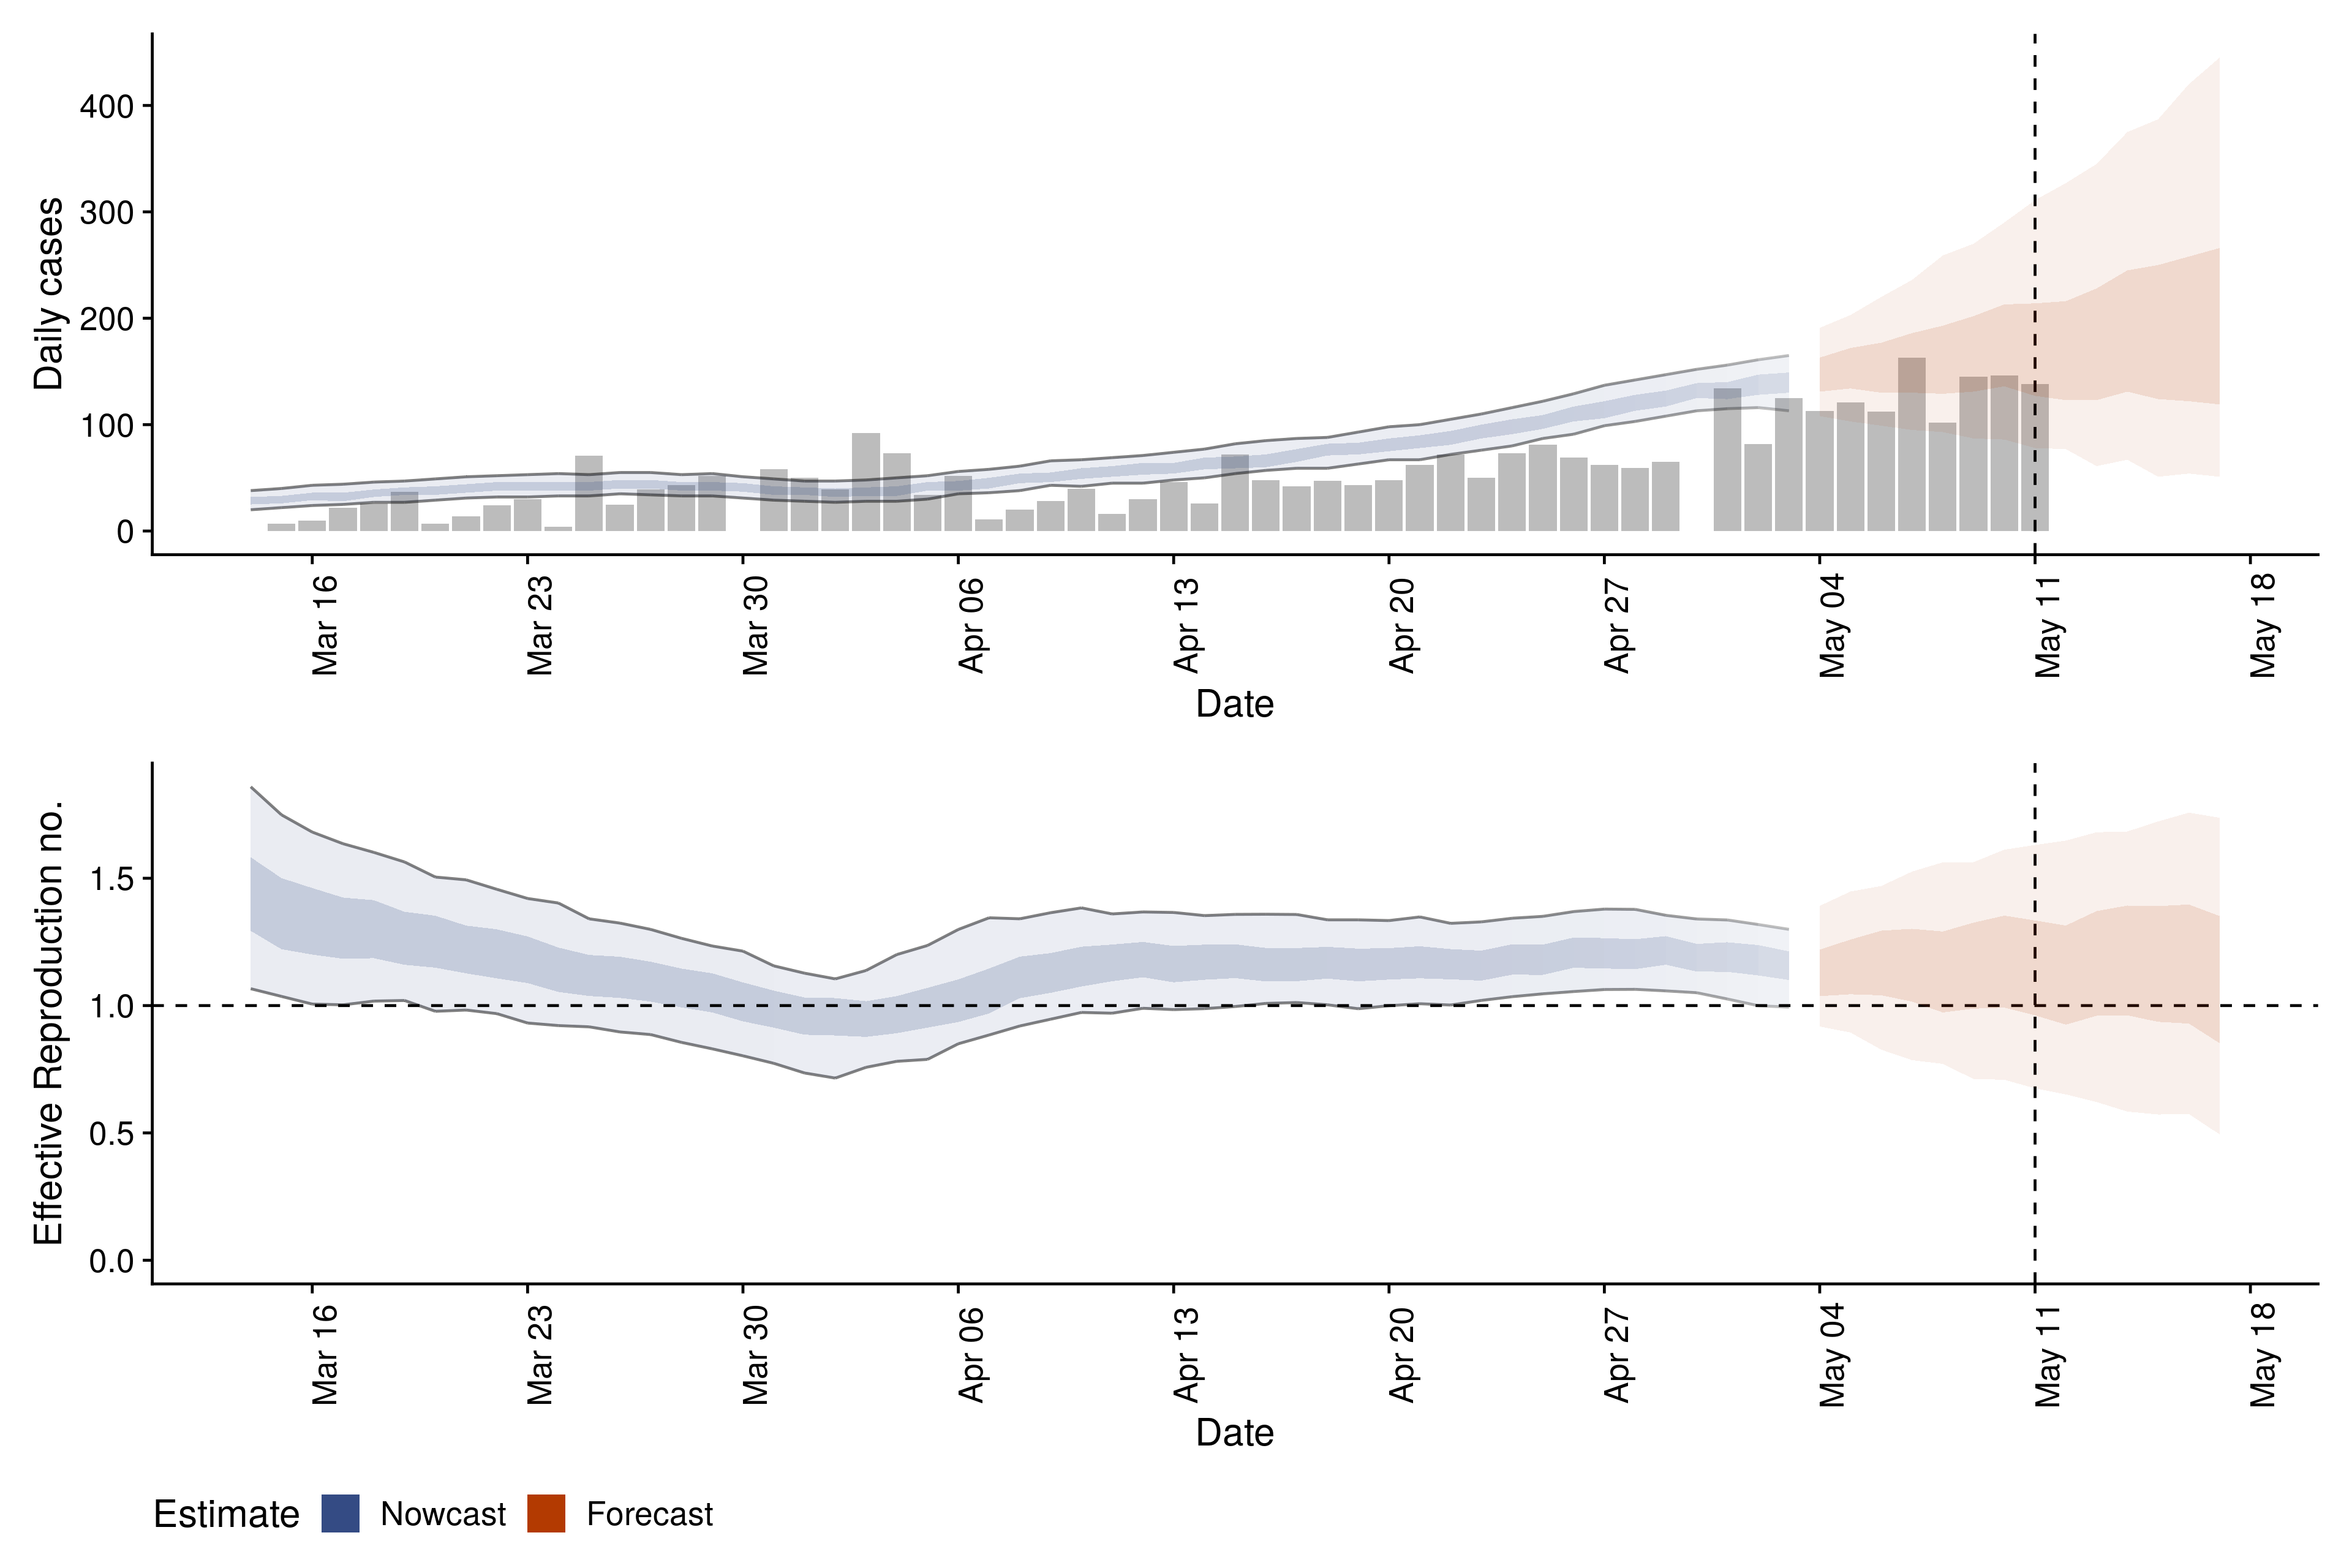 Daily cases
400
300
200
100
0
Mar 16
Mar 23
Mar 30
Apr 06
Apr 13
Apr 20
Apr 27
May 04
May 11
May 18
Date
Effective Reproduction no.
1.5
1.0
0.5
0.0
Mar 16
Mar 23
Mar 30
Apr 06
Apr 13
Apr 20
Apr 27
May 04
May 11
May 18
Date
Estimate Nowcast Forecast